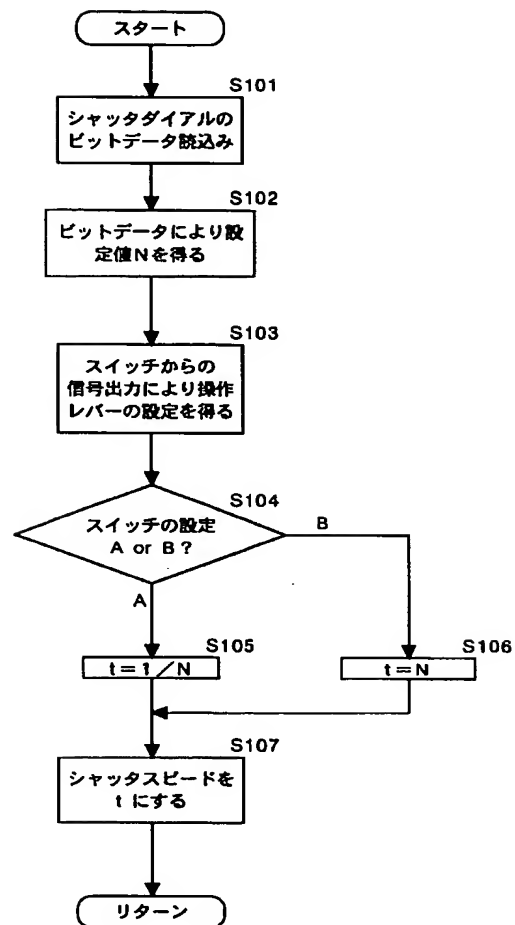 スタート
S101
シャッタダイアルの
ビットデータ読込み
S102
ビットデータにより設
定値Nを得る
S103
スイッチからの
信号出力により操作
レバーの設定を得る
S104
スイッチの設定
A or B?
B
A
S105
t=1/N
S106
t=N
S107
シャッタスピードを
tにする
リターン